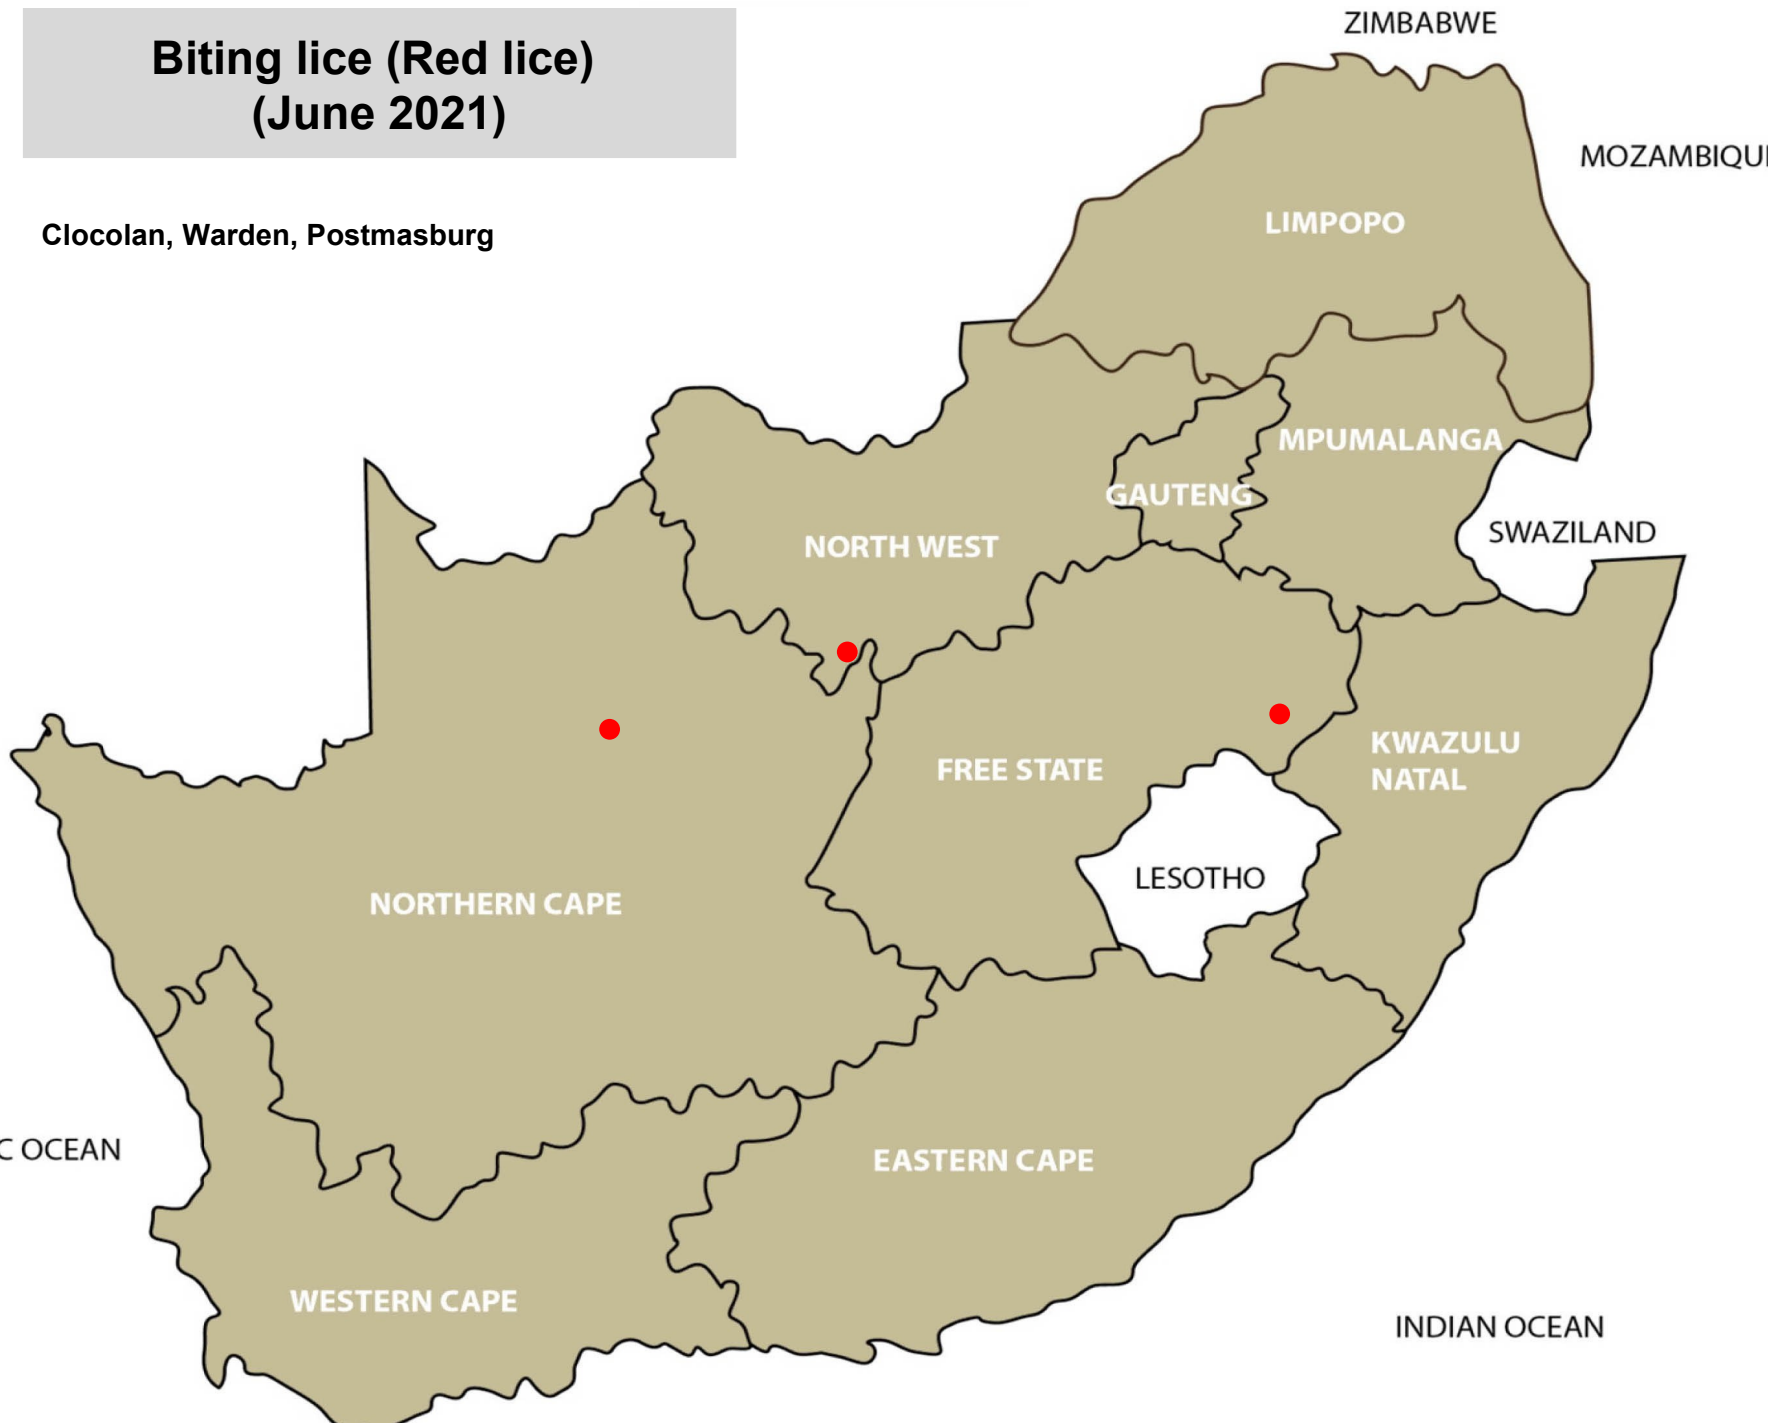 Biting lice (Red lice)
(June 2021)
Clocolan, Warden, Postmasburg
ZIMBABWE
MOZAMBIQU
LIMPOPO
MPUMALANGA
GAUTENG
SWAZILAND
NORTH WEST
KWAZULU
NATAL
FREE STATE
LESOTHO
NORTHERN CAPE
C OCEAN
EASTERN CAPE
WESTERN CAPE
INDIAN OCEAN